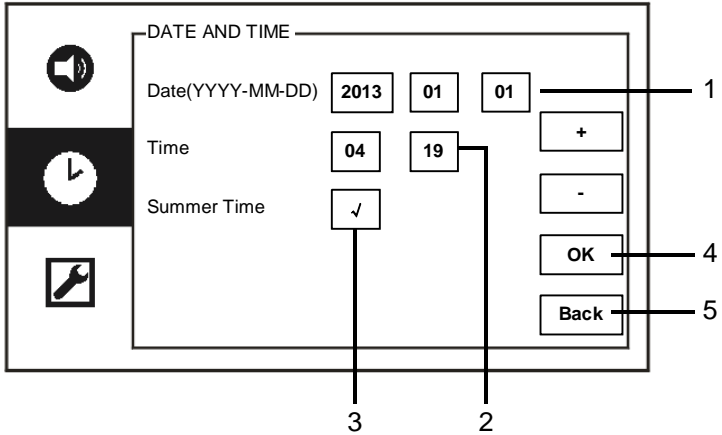 DATE AND TIME
Date(YYYY-MM-DD) 2013 01 01 1
+
Time 04 19
-
Summer Time √
OK 4
Back 5
3 2